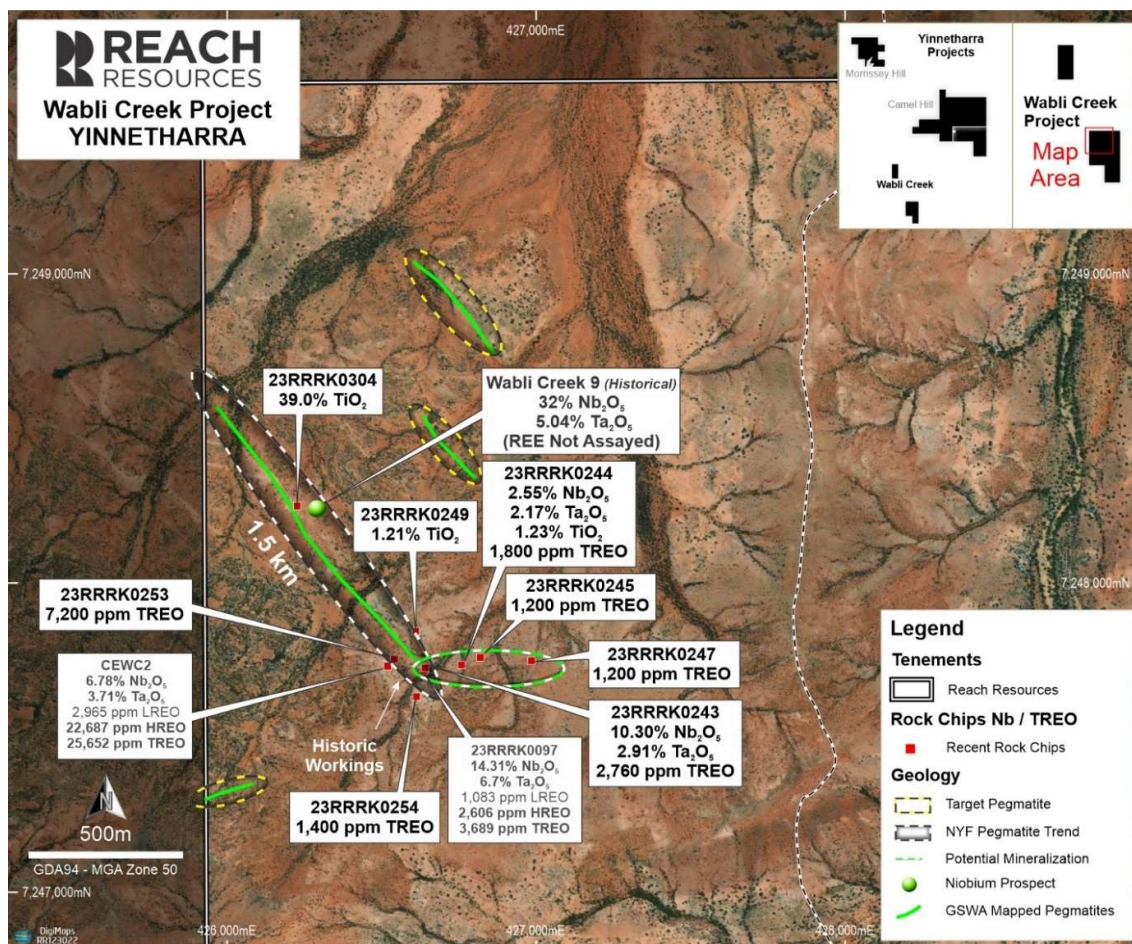 REACH
RESOURCES
Wabli Creek Project
YINNETHARRA
427,000mE
Yinnetharra
Projects
Morrissey Hill
Camel Hill
Wabli Creek
Wabli Creek
Project
Map
Area
7,249,000mN
7,249,000mN
23RRRK0304
39.0% TiO₂
Wabli Creek 9 (Historical)
32% Nb₂O₅
5.04% Ta₂O₅
(REE Not Assayed)
23RRRK0249
1.21% TiO₂
23RRRK0244
2.55% Nb₂O₅
2.17% Ta₂O₅
1.23% TiO₂
1,800 ppm TREO
1.5 km
23RRRK0253
7,200 ppm TREO
23RRRK0245
1,200 ppm TREO
7,248,000mN
23RRRK0247
1,200 ppm TREO
CEWC2
6.78% Nb₂O₅
3.71% Ta₂O₅
2,965 ppm LREO
22,687 ppm HREO
25,652 ppm TREO
Historic
Workings
23RRRK0254
1,400 ppm TREO
23RRRK0097
14.31% Nb₂O₅
6.7% Ta₂O₅
1,083 ppm LREO
2,606 ppm HREO
3,689 ppm TREO
23RRRK0243
10.30% Nb₂O₅
2.91% Ta₂O₅
2,760 ppm TREO
N
500m
GDA94 - MGA Zone 50
7,247,000mN
Legend
Tenements
Reach Resources
Rock Chips Nb / TREO
Recent Rock Chips
Geology
Target Pegmatite
NYF Pegmatite Trend
Potential Mineralization
Niobium Prospect
GSWA Mapped Pegmatites
DigiMaps
RR123022
426,000mE
427,000mE
428,000mE